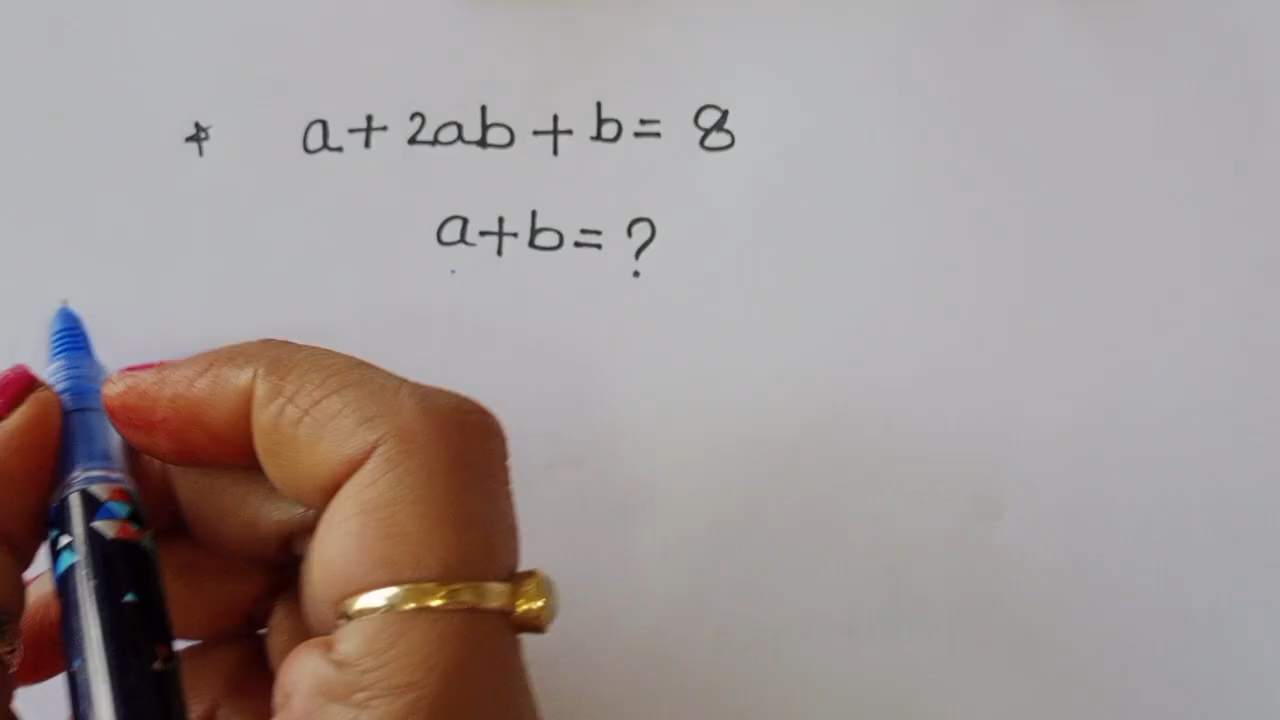 * a + 2ab + b = 8
a + b = ?